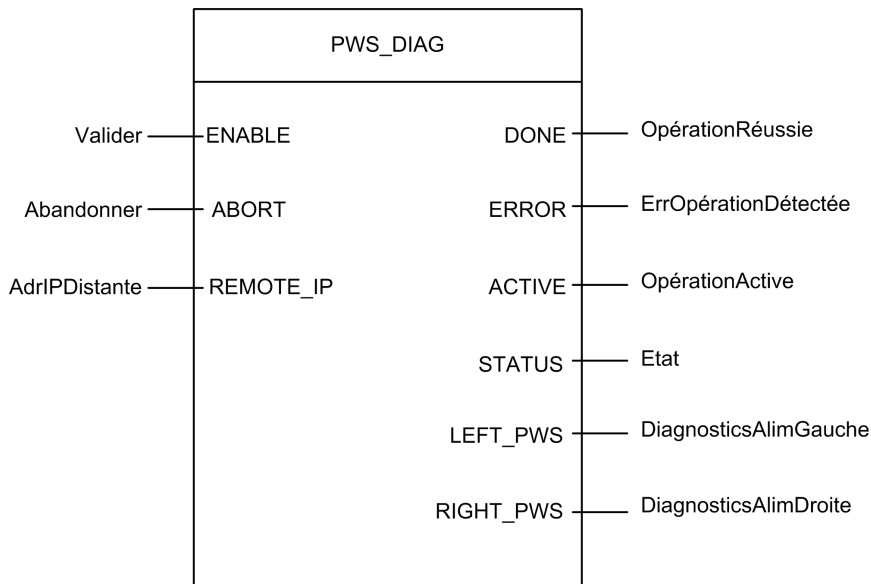 PWS_DIAG
Valider ENABLE DONE OpérationRéussie
Abandonner ABORT ERROR ErrOpérationDétectée
AdrIPDistante REMOTE_IP ACTIVE OpérationActive
STATUS Etat
LEFT_PWS DiagnosticsAlimGauche
RIGHT_PWS DiagnosticsAlimDroite